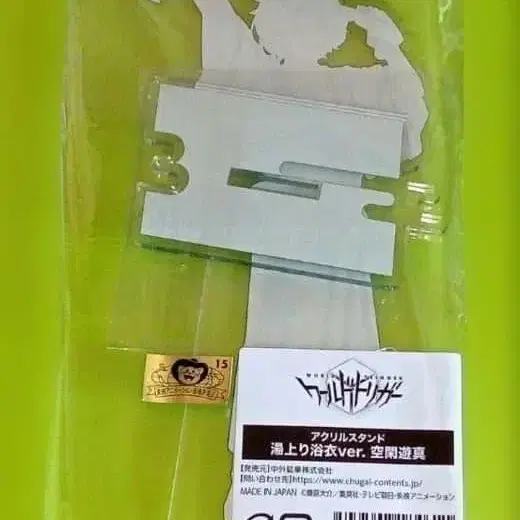 15
WORLD TRIGGER
ワールドトリガー
アクリルスタンド
湯上り浴衣ver. 空閑遊真
【発売元】中外鉱業株式会社
【問い合わせ先】https://www.chugai-contents.jp/
MADE IN JAPAN ©葦原大介／集英社・テレビ朝日・東映アニメーション